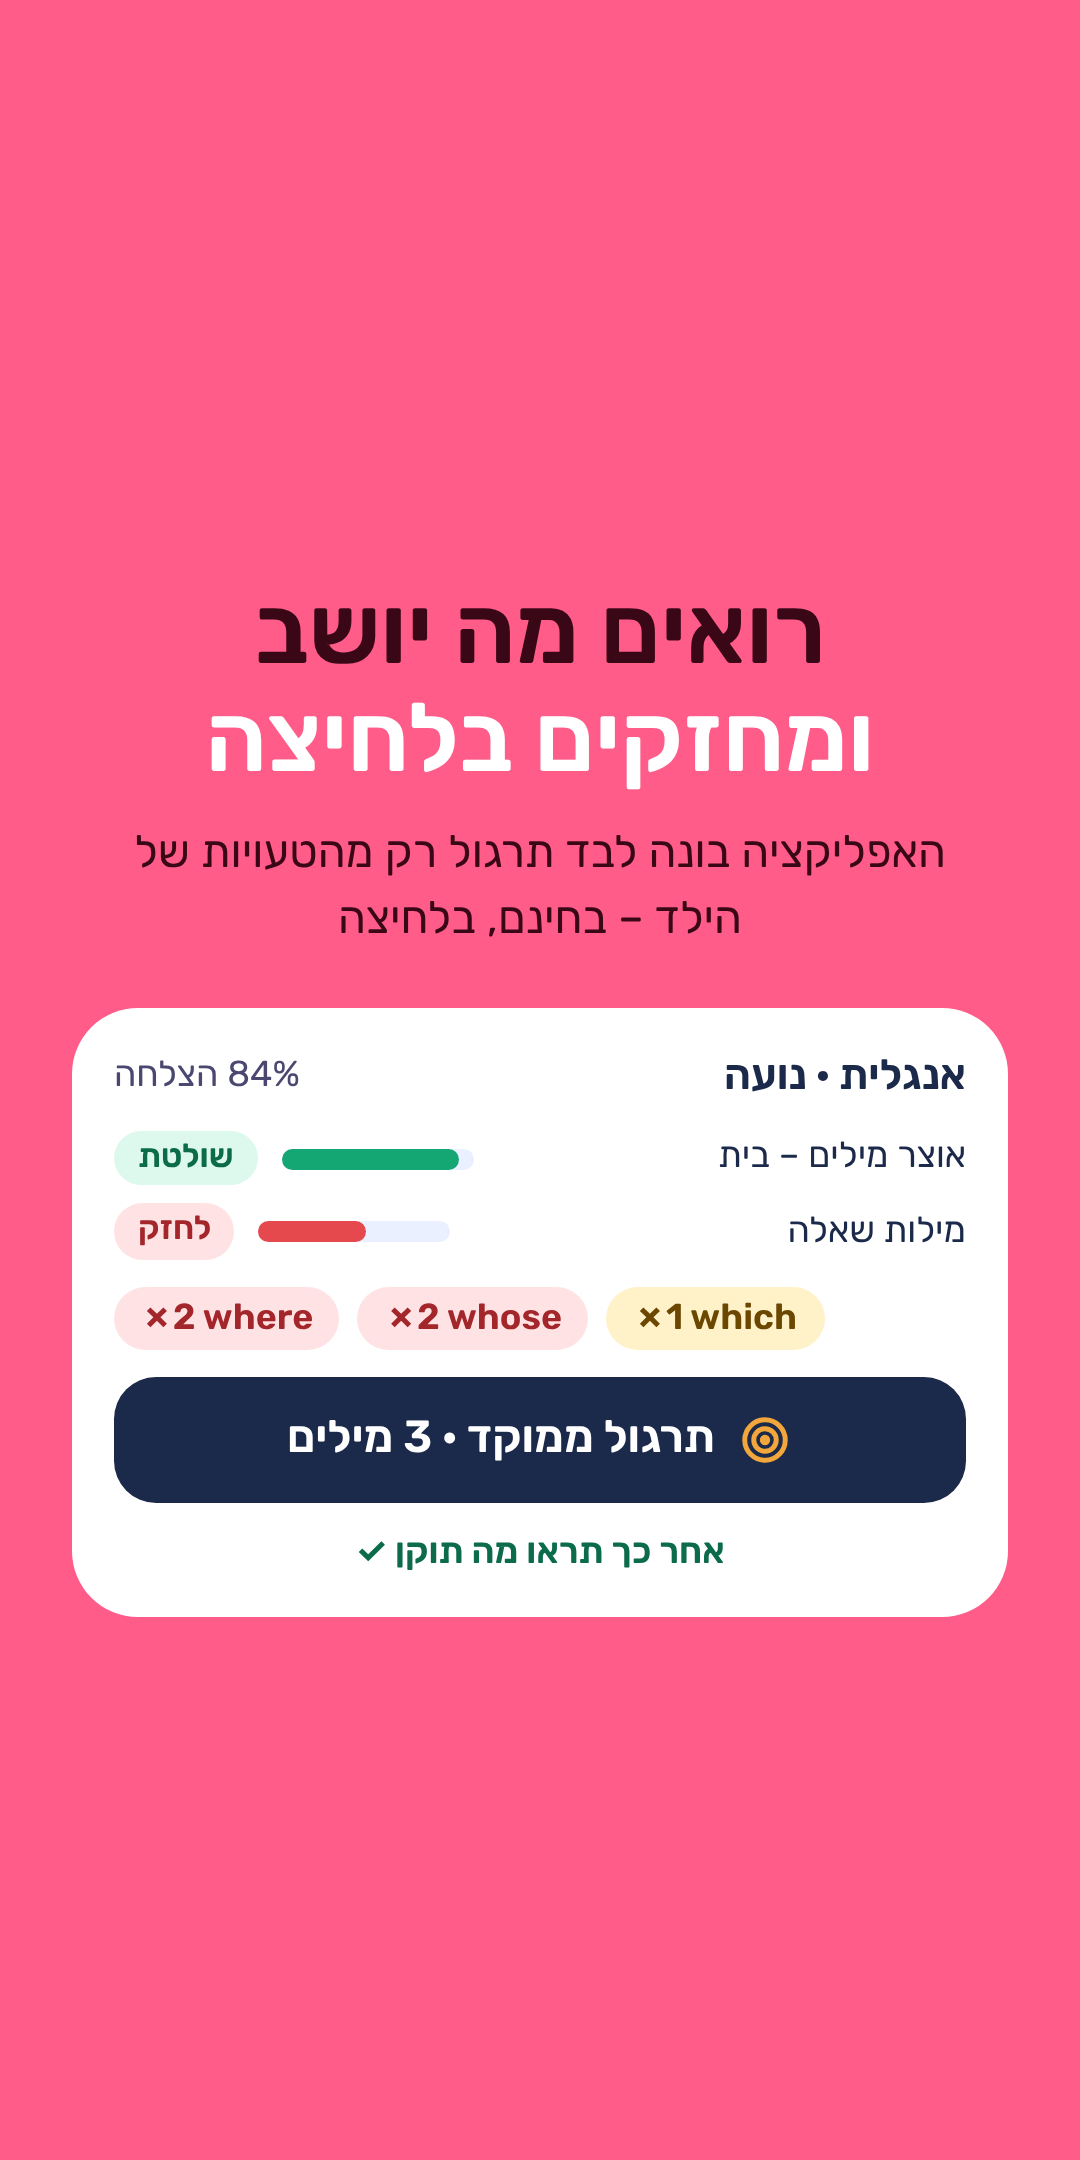 רואים מה יושב
ומחזקים בלחיצה
האפליקציה בונה לבד תרגול רק מהטעויות של
הילד – בחינם, בלחיצה
אנגלית · נועה
84% הצלחה
אוצר מילים – בית
שולטת
מילות שאלה
לחזק
which 1×
whose 2×
where 2×
תרגול ממוקד · 3 מילים
אחר כך תראו מה תוקן ✓